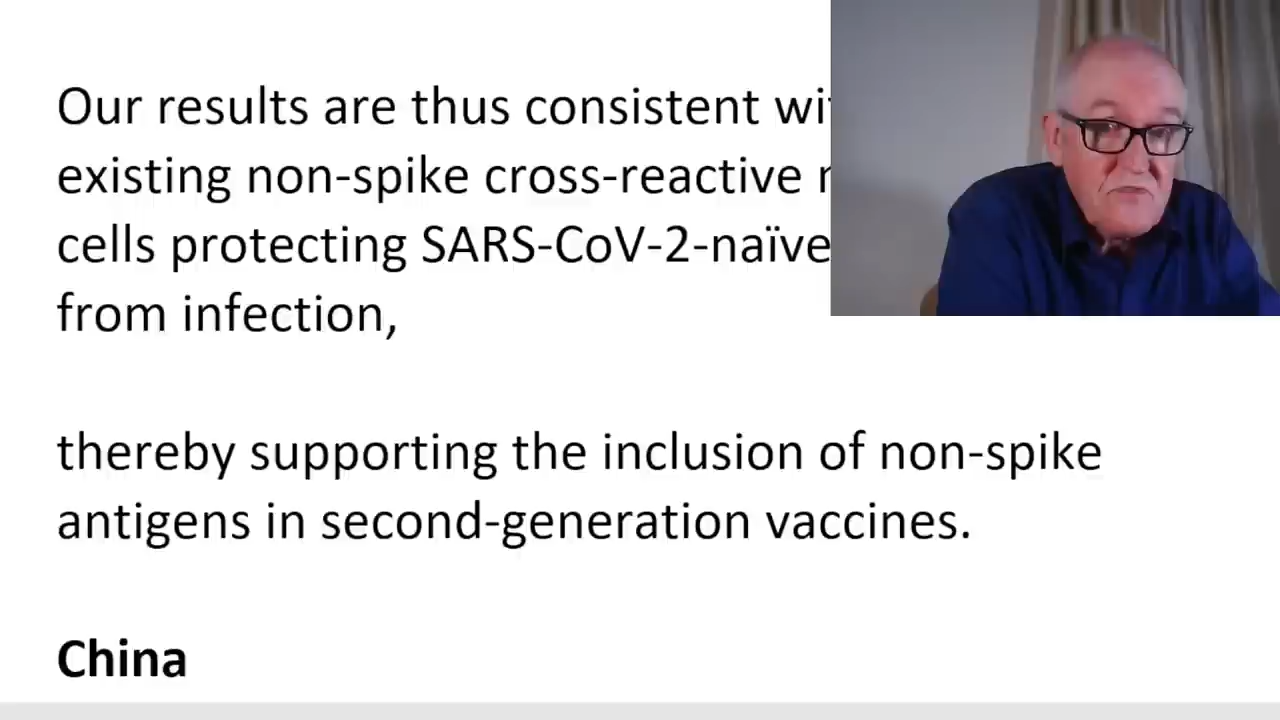 Our results are thus consistent
existing non-spike cross-reactive
cells protecting SARS-CoV-2-naïve
from infection,
thereby supporting the inclusion of non-spike
antigens in second-generation vaccines.
China